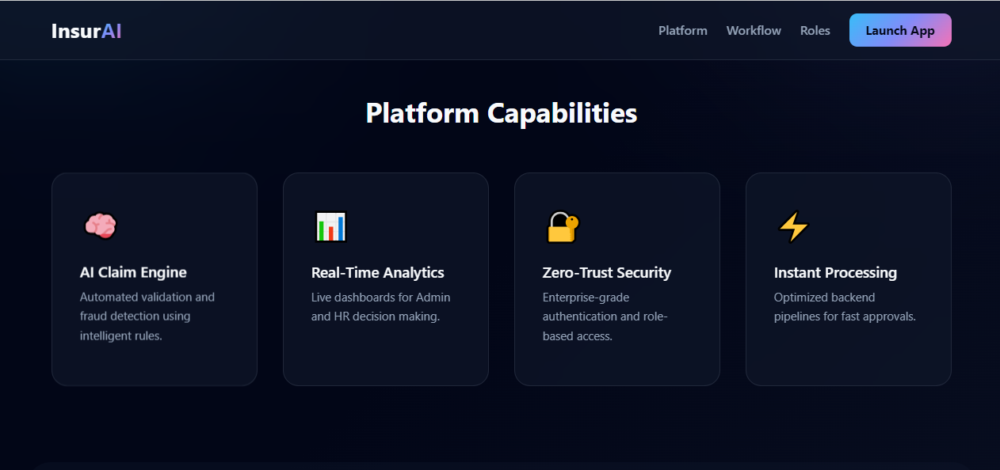 InsurAI
Platform
Workflow
Roles
Launch App
Platform Capabilities
AI Claim Engine
Automated validation and
fraud detection using
intelligent rules.
Real-Time Analytics
Live dashboards for Admin
and HR decision making.
Zero-Trust Security
Enterprise-grade
authentication and role-
based access.
Instant Processing
Optimized backend
pipelines for fast approvals.